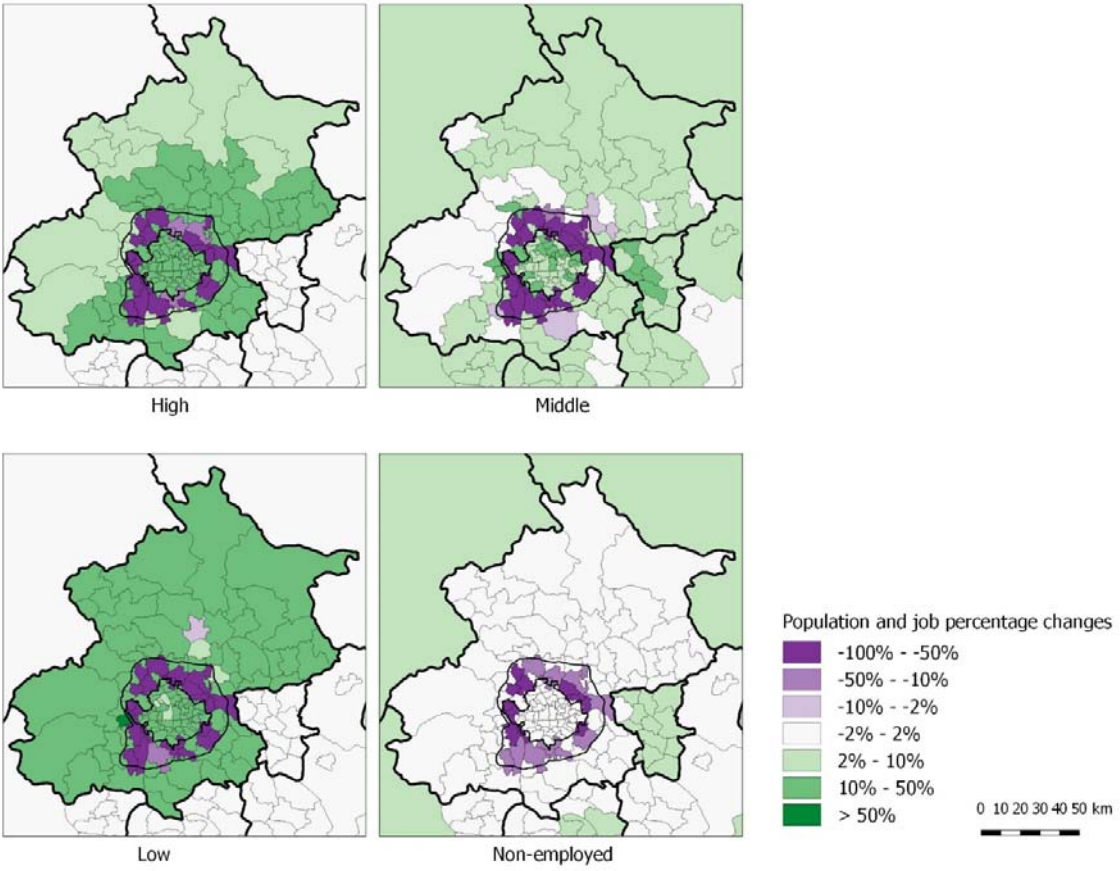 High
Middle
Low
Non-employed
Population and job percentage changes
-100% - -50%
-50% - -10%
-10% - -2%
-2% - 2%
2% - 10%
10% - 50%
> 50%
0 10 20 30 40 50 km